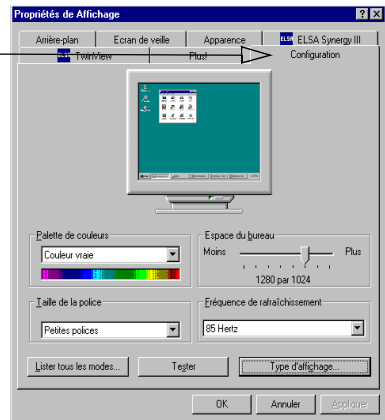 Propriétés de Affichage
Arrière-plan Ecran de veille Apparence ELSA ELSA Synergy III
ELSA TwinView Plus! Configuration
Palette de couleurs
Couleur vraie
Espace du bureau
Moins Plus
1280 par 1024
Taille de la police
Petites polices
Fréquence de rafraîchissement
85 Hertz
Lister tous les modes... Tester Type d'affichage...
OK Annuler Appliquer